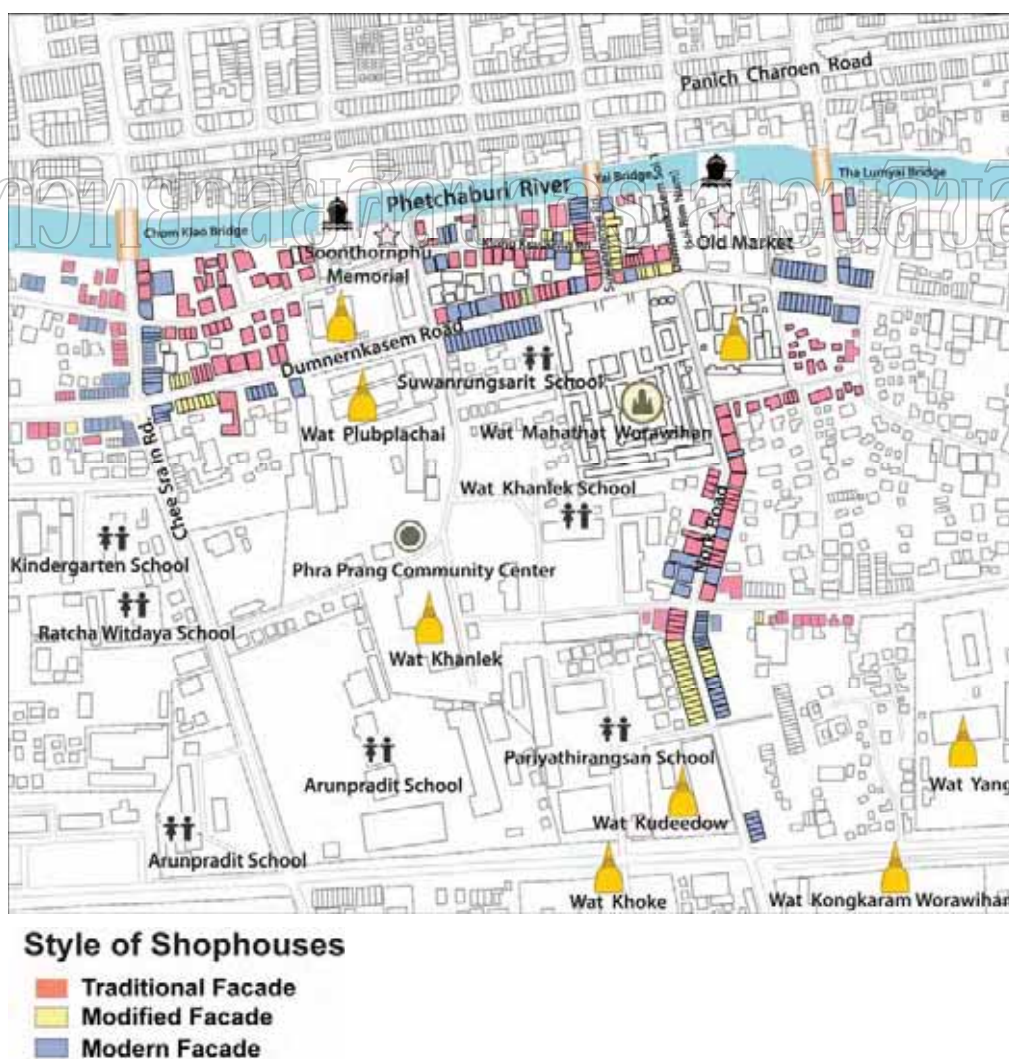 Panich Charoen Road
Phetchaburi River
Yai Bridge
Tha Lumyai Bridge
Chom Klao Bridge
Soonthornphu
Memorial
Old Market
Dumnernkasem Road
Suwanrungsarit School
Wat Plubplachai
Wat Mahathat Worawihan
Wat Khanlek School
Chee Sra in Rd.
Kindergarten School
Phra Prang Community Center
Ratcha Witdaya School
Wat Khanlek
Pariyathirangsan School
Arunpradit School
Wat Yang
Wat Kudeedow
Arunpradit School
Wat Khoke
Wat Kongkaram Worawihan
Style of Shophouses
Traditional Facade
Modified Facade
Modern Facade